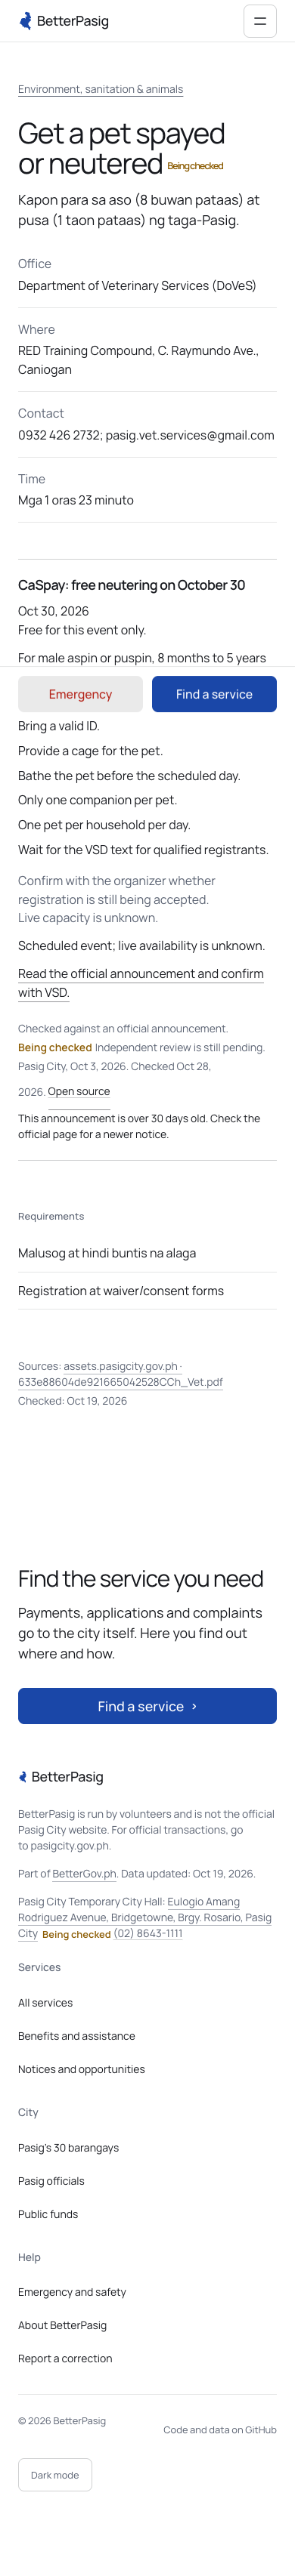 BetterPasig
Environment, sanitation & animals
Get a pet spayed
or neutered Being checked
Kapon para sa aso (8 buwan pataas) at
pusa (1 taon pataas) ng taga-Pasig.
Office
Department of Veterinary Services (DoVeS)
Where
RED Training Compound, C. Raymundo Ave.,
Caniogan
Contact
0932 426 2732; pasig.vet.services@gmail.com
Time
Mga 1 oras 23 minuto
CaSpay: free neutering on October 30
Oct 30, 2026
Free for this event only.
For male aspin or puspin, 8 months to 5 years
Emergency
Find a service
Bring a valid ID.
Provide a cage for the pet.
Bathe the pet before the scheduled day.
Only one companion per pet.
One pet per household per day.
Wait for the VSD text for qualified registrants.
Confirm with the organizer whether
registration is still being accepted.
Live capacity is unknown.
Scheduled event; live availability is unknown.
Read the official announcement and confirm
with VSD.
Checked against an official announcement.
Being checked Independent review is still pending.
Pasig City, Oct 3, 2026. Checked Oct 28,
2026. Open source
This announcement is over 30 days old. Check the
official page for a newer notice.
Requirements
Malusog at hindi buntis na alaga
Registration at waiver/consent forms
Sources: assets.pasigcity.gov.ph ·
633e88604de921665042528CCh_Vet.pdf
Checked: Oct 19, 2026
Find the service you need
Payments, applications and complaints
go to the city itself. Here you find out
where and how.
Find a service ›
BetterPasig
BetterPasig is run by volunteers and is not the official
Pasig City website. For official transactions, go
to pasigcity.gov.ph.
Part of BetterGov.ph. Data updated: Oct 19, 2026.
Pasig City Temporary City Hall: Eulogio Amang
Rodriguez Avenue, Bridgetowne, Brgy. Rosario, Pasig
City Being checked (02) 8643-1111
Services
All services
Benefits and assistance
Notices and opportunities
City
Pasig's 30 barangays
Pasig officials
Public funds
Help
Emergency and safety
About BetterPasig
Report a correction
© 2026 BetterPasig
Code and data on GitHub
Dark mode